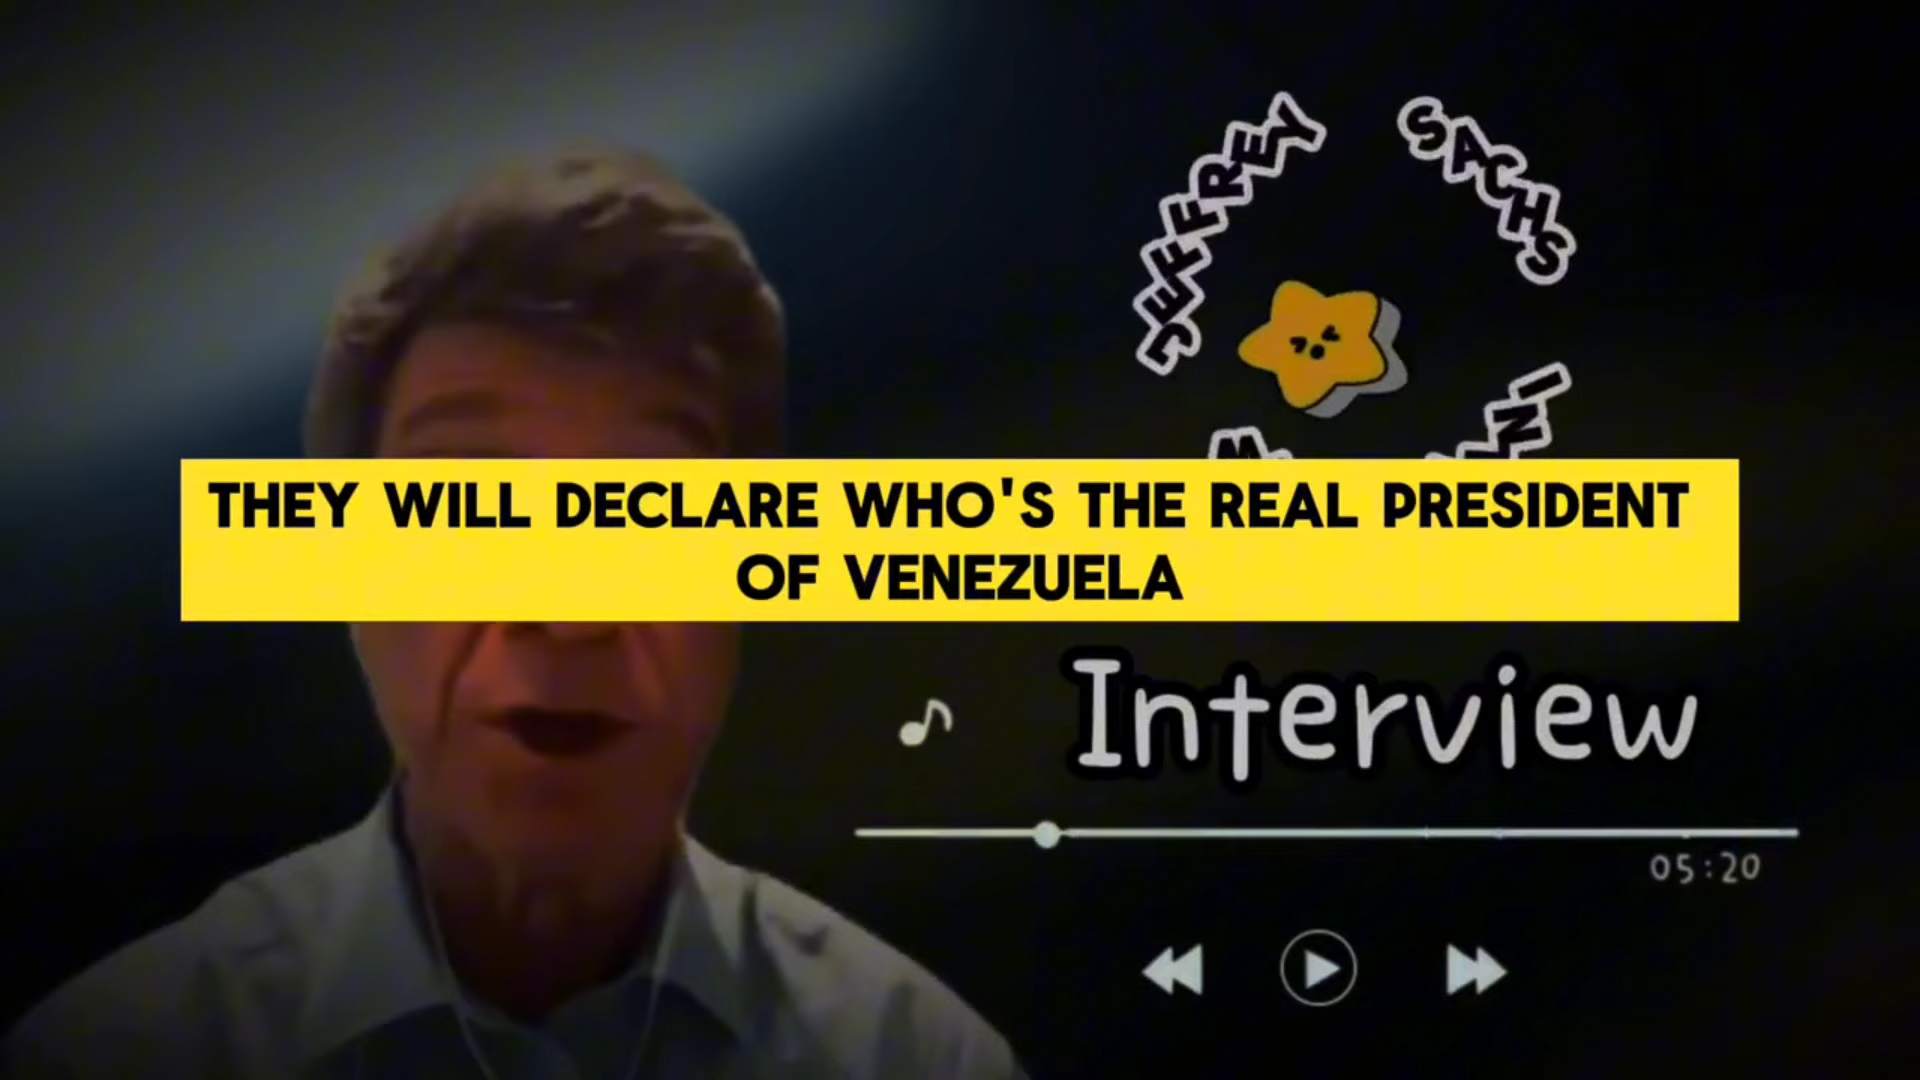 JEFFREY SACHS
THEY WILL DECLARE WHO'S THE REAL PRESIDENT
OF VENEZUELA
Interview
05:20